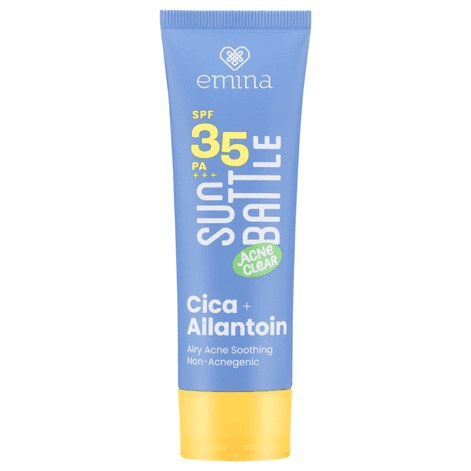 emina
SPF
35
PA
+++
SUN
BATTLE
ACNE
CLEAR
Cica +
Allantoin
Airy Acne Soothing
Non-Acnegenic